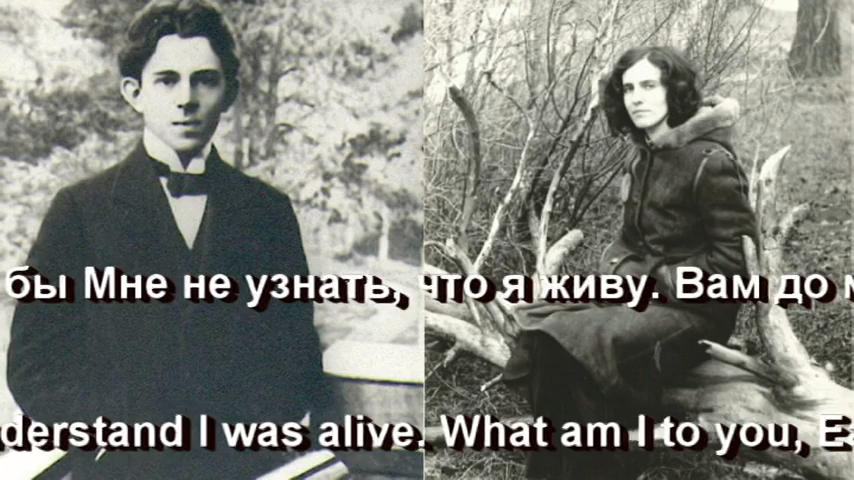 бы Мне не узнать, что я живу. Вам до
derstand I was alive. What am I to you,